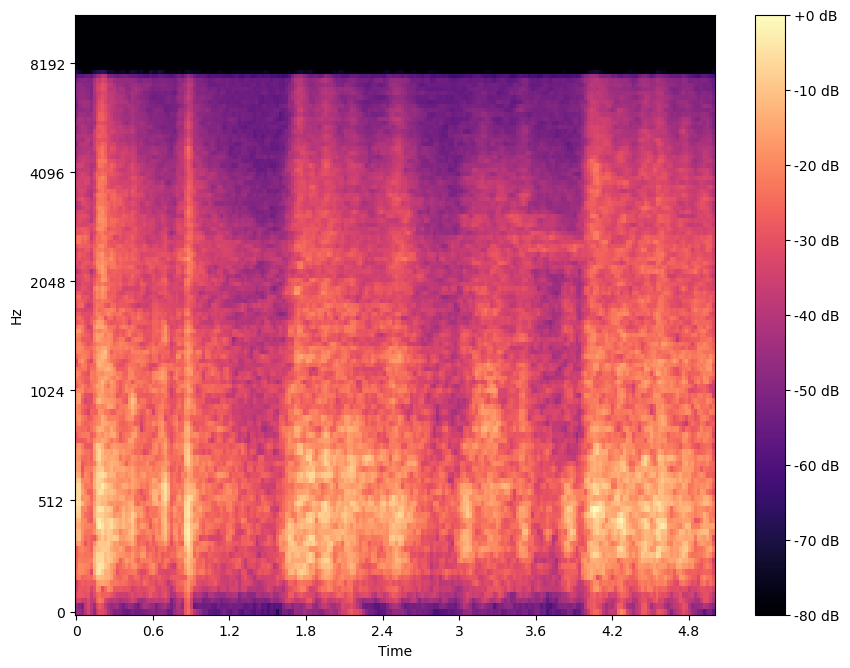 +0 dB
8192
-10 dB
4096
-20 dB
-30 dB
2048
Hz
-40 dB
1024
-50 dB
512
-60 dB
-70 dB
0
-80 dB
0 0.6 1.2 1.8 2.4 3 3.6 4.2 4.8
Time